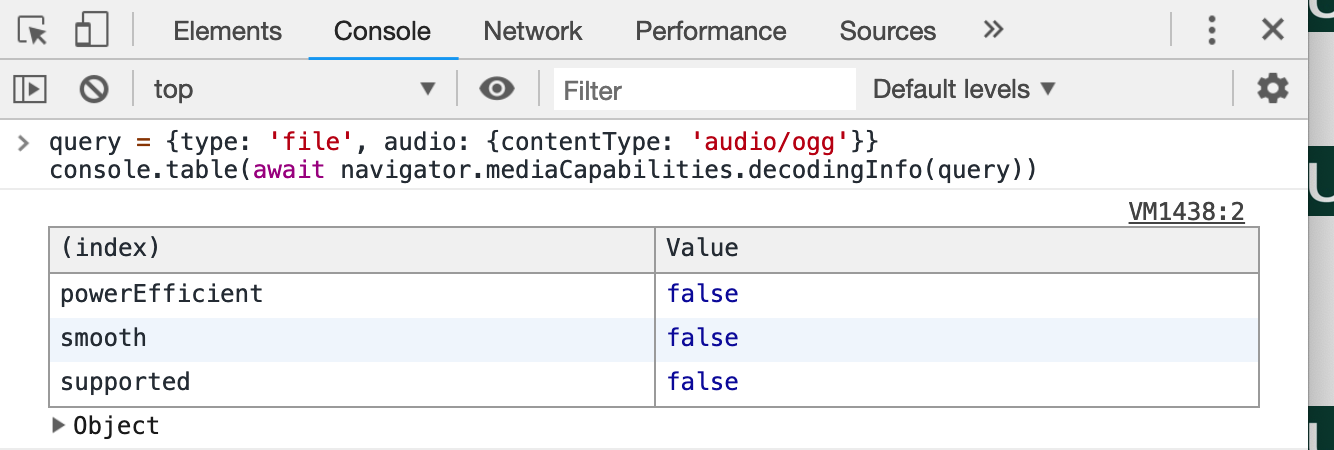 Elements Console Network Performance Sources »
top ▼ Filter Default levels ▼
> query = {type: 'file', audio: {contentType: 'audio/ogg'}}
console.table(await navigator.mediaCapabilities.decodingInfo(query))
VM1438:2
(index) Value
powerEfficient false
smooth false
supported false
▶ Object